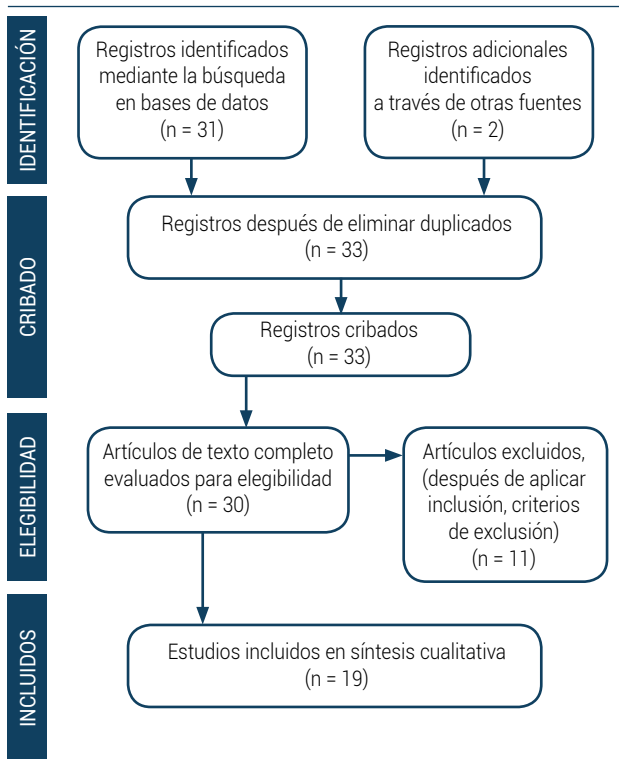 IDENTIFICACIÓN
Registros identificados
mediante la búsqueda
en bases de datos
(n = 31)
Registros adicionales
identificados
a través de otras fuentes
(n = 2)
CRIBADO
Registros después de eliminar duplicados
(n = 33)
Registros cribados
(n = 33)
ELEGIBILIDAD
Artículos de texto completo
evaluados para elegibilidad
(n = 30)
Artículos excluidos,
(después de aplicar
inclusión, criterios
de exclusión)
(n = 11)
INCLUIDOS
Estudios incluidos en síntesis cualitativa
(n = 19)